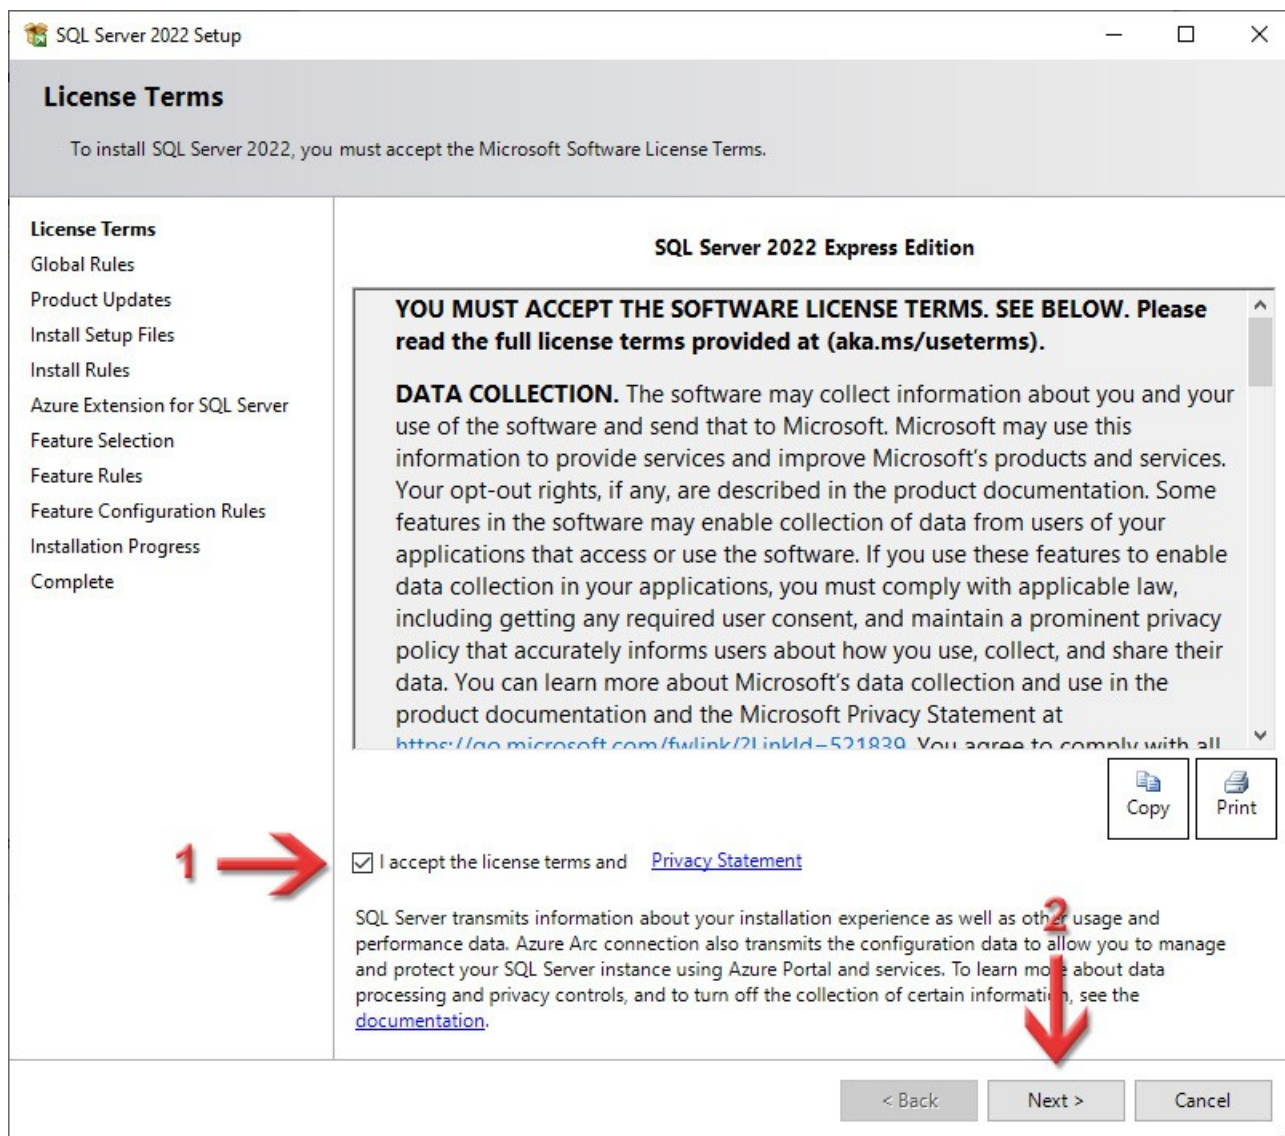 SQL Server 2022 Setup
License Terms
To install SQL Server 2022, you must accept the Microsoft Software License Terms.
License Terms
Global Rules
Product Updates
Install Setup Files
Install Rules
Azure Extension for SQL Server
Feature Selection
Feature Rules
Feature Configuration Rules
Installation Progress
Complete
SQL Server 2022 Express Edition
YOU MUST ACCEPT THE SOFTWARE LICENSE TERMS. SEE BELOW. Please
read the full license terms provided at (aka.ms/useterms).
DATA COLLECTION. The software may collect information about you and your
use of the software and send that to Microsoft. Microsoft may use this
information to provide services and improve Microsoft's products and services.
Your opt-out rights, if any, are described in the product documentation. Some
features in the software may enable collection of data from users of your
applications that access or use the software. If you use these features to enable
data collection in your applications, you must comply with applicable law,
including getting any required user consent, and maintain a prominent privacy
policy that accurately informs users about how you use, collect, and share their
data. You can learn more about Microsoft's data collection and use in the
product documentation and the Microsoft Privacy Statement at
https://go.microsoft.com/fwlink/?LinkId=521839. You agree to comply with all
Copy
Print
1
I accept the license terms and Privacy Statement
2
SQL Server transmits information about your installation experience as well as other usage and
performance data. Azure Arc connection also transmits the configuration data to allow you to manage
and protect your SQL Server instance using Azure Portal and services. To learn more about data
processing and privacy controls, and to turn off the collection of certain information, see the
documentation.
< Back
Next >
Cancel